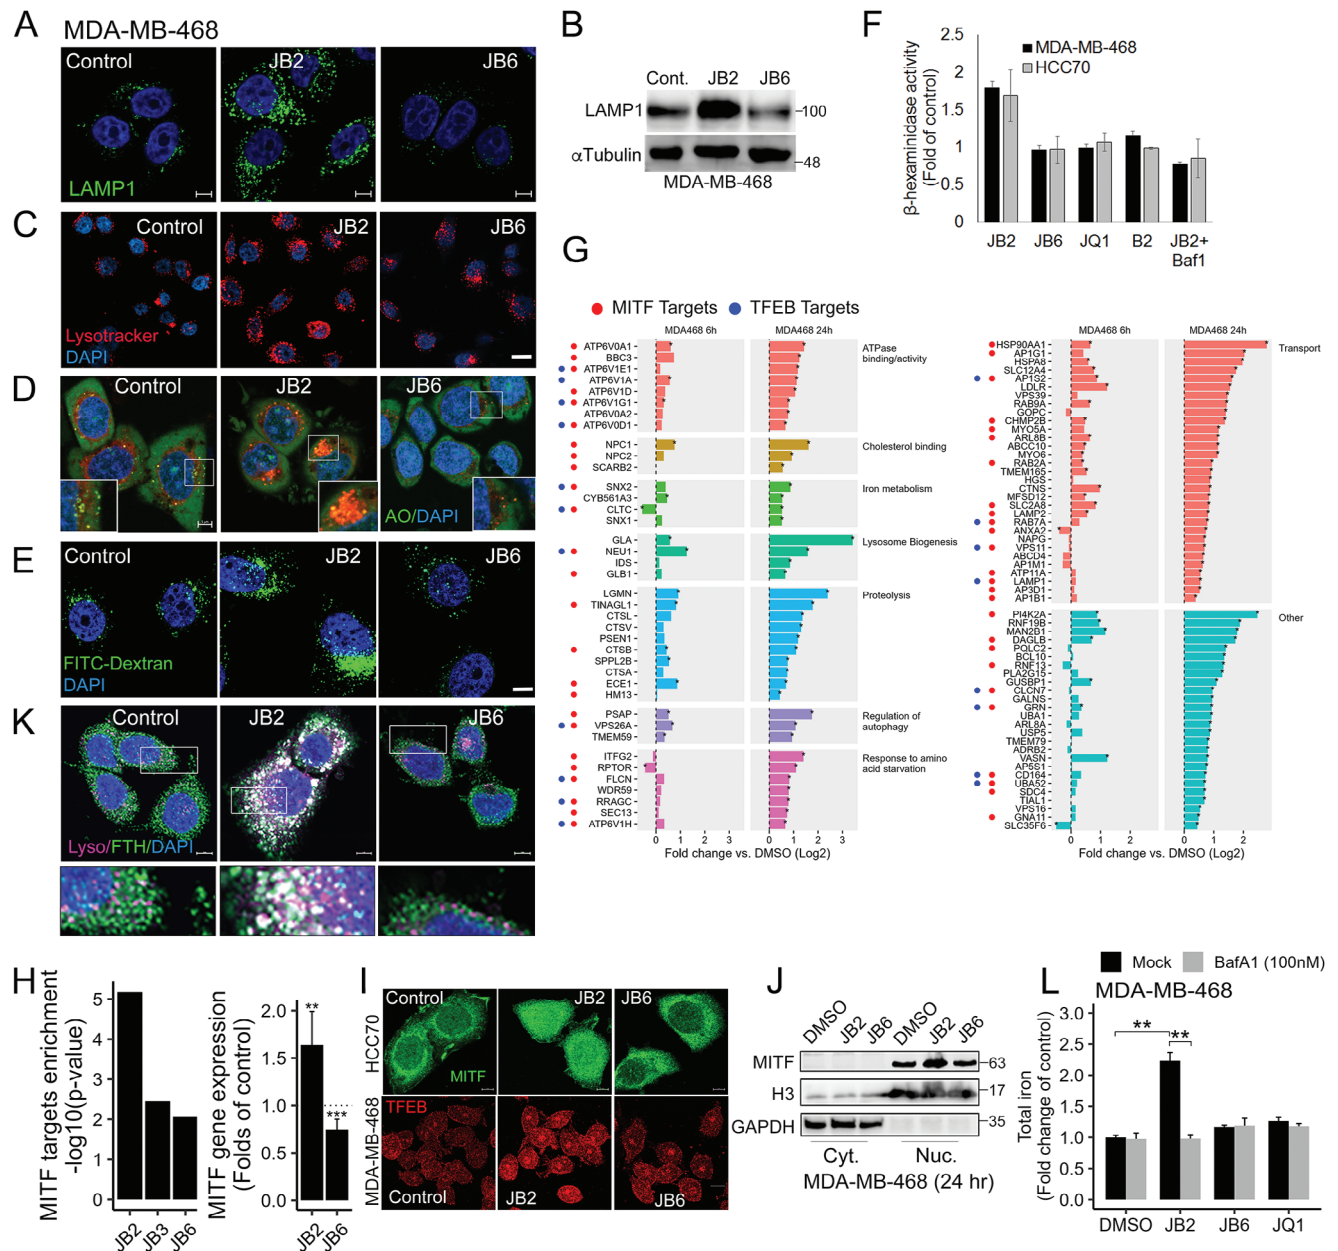 A MDA-MB-468
Control JB2 JB6
LAMP1
B
Cont. JB2 JB6
LAMP1 –100
αTubulin –48
MDA-MB-468
C
Control JB2 JB6
Lysotracker
DAPI
D
Control JB2 JB6
AO/DAPI
E
Control JB2 JB6
FITC-Dextran
DAPI
K
Control JB2 JB6
Lyso/FTH/DAPI
F
β-hexaminidase activity
(Fold of control)
2.5
2
1.5
1
0.5
0
MDA-MB-468
HCC70
JB2 JB6 JQ1 B2 JB2+
Baf1
G
MITF Targets TFEB Targets
MDA468 6h MDA468 24h
ATP6V0A1
BBC3
ATP6V1E1
ATP6V1A
ATP6V1D
ATP6V1G1
ATP6V0A2
ATP6V0D1
ATPase
binding/activity
NPC1
NPC2
SCARB2
Cholesterol binding
SNX2
CYB561A3
CLTC
SNX1
Iron metabolism
GLA
NEU1
IDS
GLB1
Lysosome Biogenesis
LGMN
TINAGL1
CTSL
CTSV
PSEN1
CTSB
SPPL2B
CTSA
ECE1
HM13
Proteolysis
PSAP
VPS26A
TMEM59
Regulation of
autophagy
ITFG2
RPTOR
FLCN
WDR59
RRAGC
SEC13
ATP6V1H
Response to amino
acid starvation
0 1 2 3 0 1 2 3
Fold change vs. DMSO (Log2)
MDA468 6h MDA468 24h
HSP90AA1
AP1G1
HSPA8
SLC12A4
AP1S2
LDLR
VPS39
RAB9A
GOPC
CHMP2B
MYO5A
ARL8B
ABCC10
MYO6
RAB2A
TMEM165
HGS
CTNS
MFSD12
SLC2A8
LAMP2
RAB7A
ANXA2
NAPG
VPS11
ABCD4
AP1M1
ATP11A
LAMP1
AP3D1
AP1B1
Transport
PI4K2A
RNF19B
MAN2B1
DAGLB
PQLC2
BCL10
RNF13
PLA2G15
GUSBP1
CLCN7
GALNS
GRN
UBA1
ARL8A
USP5
TMEM79
ADRB2
VASN
AP5S1
CD164
UBA52
SDC4
TIAL1
VPS16
GNA11
SLC35F6
Other
0 1 2 0 1 2
Fold change vs. DMSO (Log2)
H
MITF targets enrichment
-log10(p-value)
5
4
3
2
1
0
JB2 JB3 JB6
MITF gene expression
(Folds of control)
2.0
1.5
1.0
0.5
0.0
**
***
JB2 JB6
I
HCC70
Control JB2 JB6
MITF
MDA-MB-468
TFEB
Control JB2 JB6
J
DMSO JB2 JB6 DMSO JB2 JB6
MITF –63
H3 –17
GAPDH –35
Cyt. Nuc.
MDA-MB-468 (24 hr)
L
Mock BafA1 (100nM)
MDA-MB-468
Total iron
(Fold change of control)
3.0
2.5
2.0
1.5
1.0
0.5
0.0
** **
DMSO JB2 JB6 JQ1